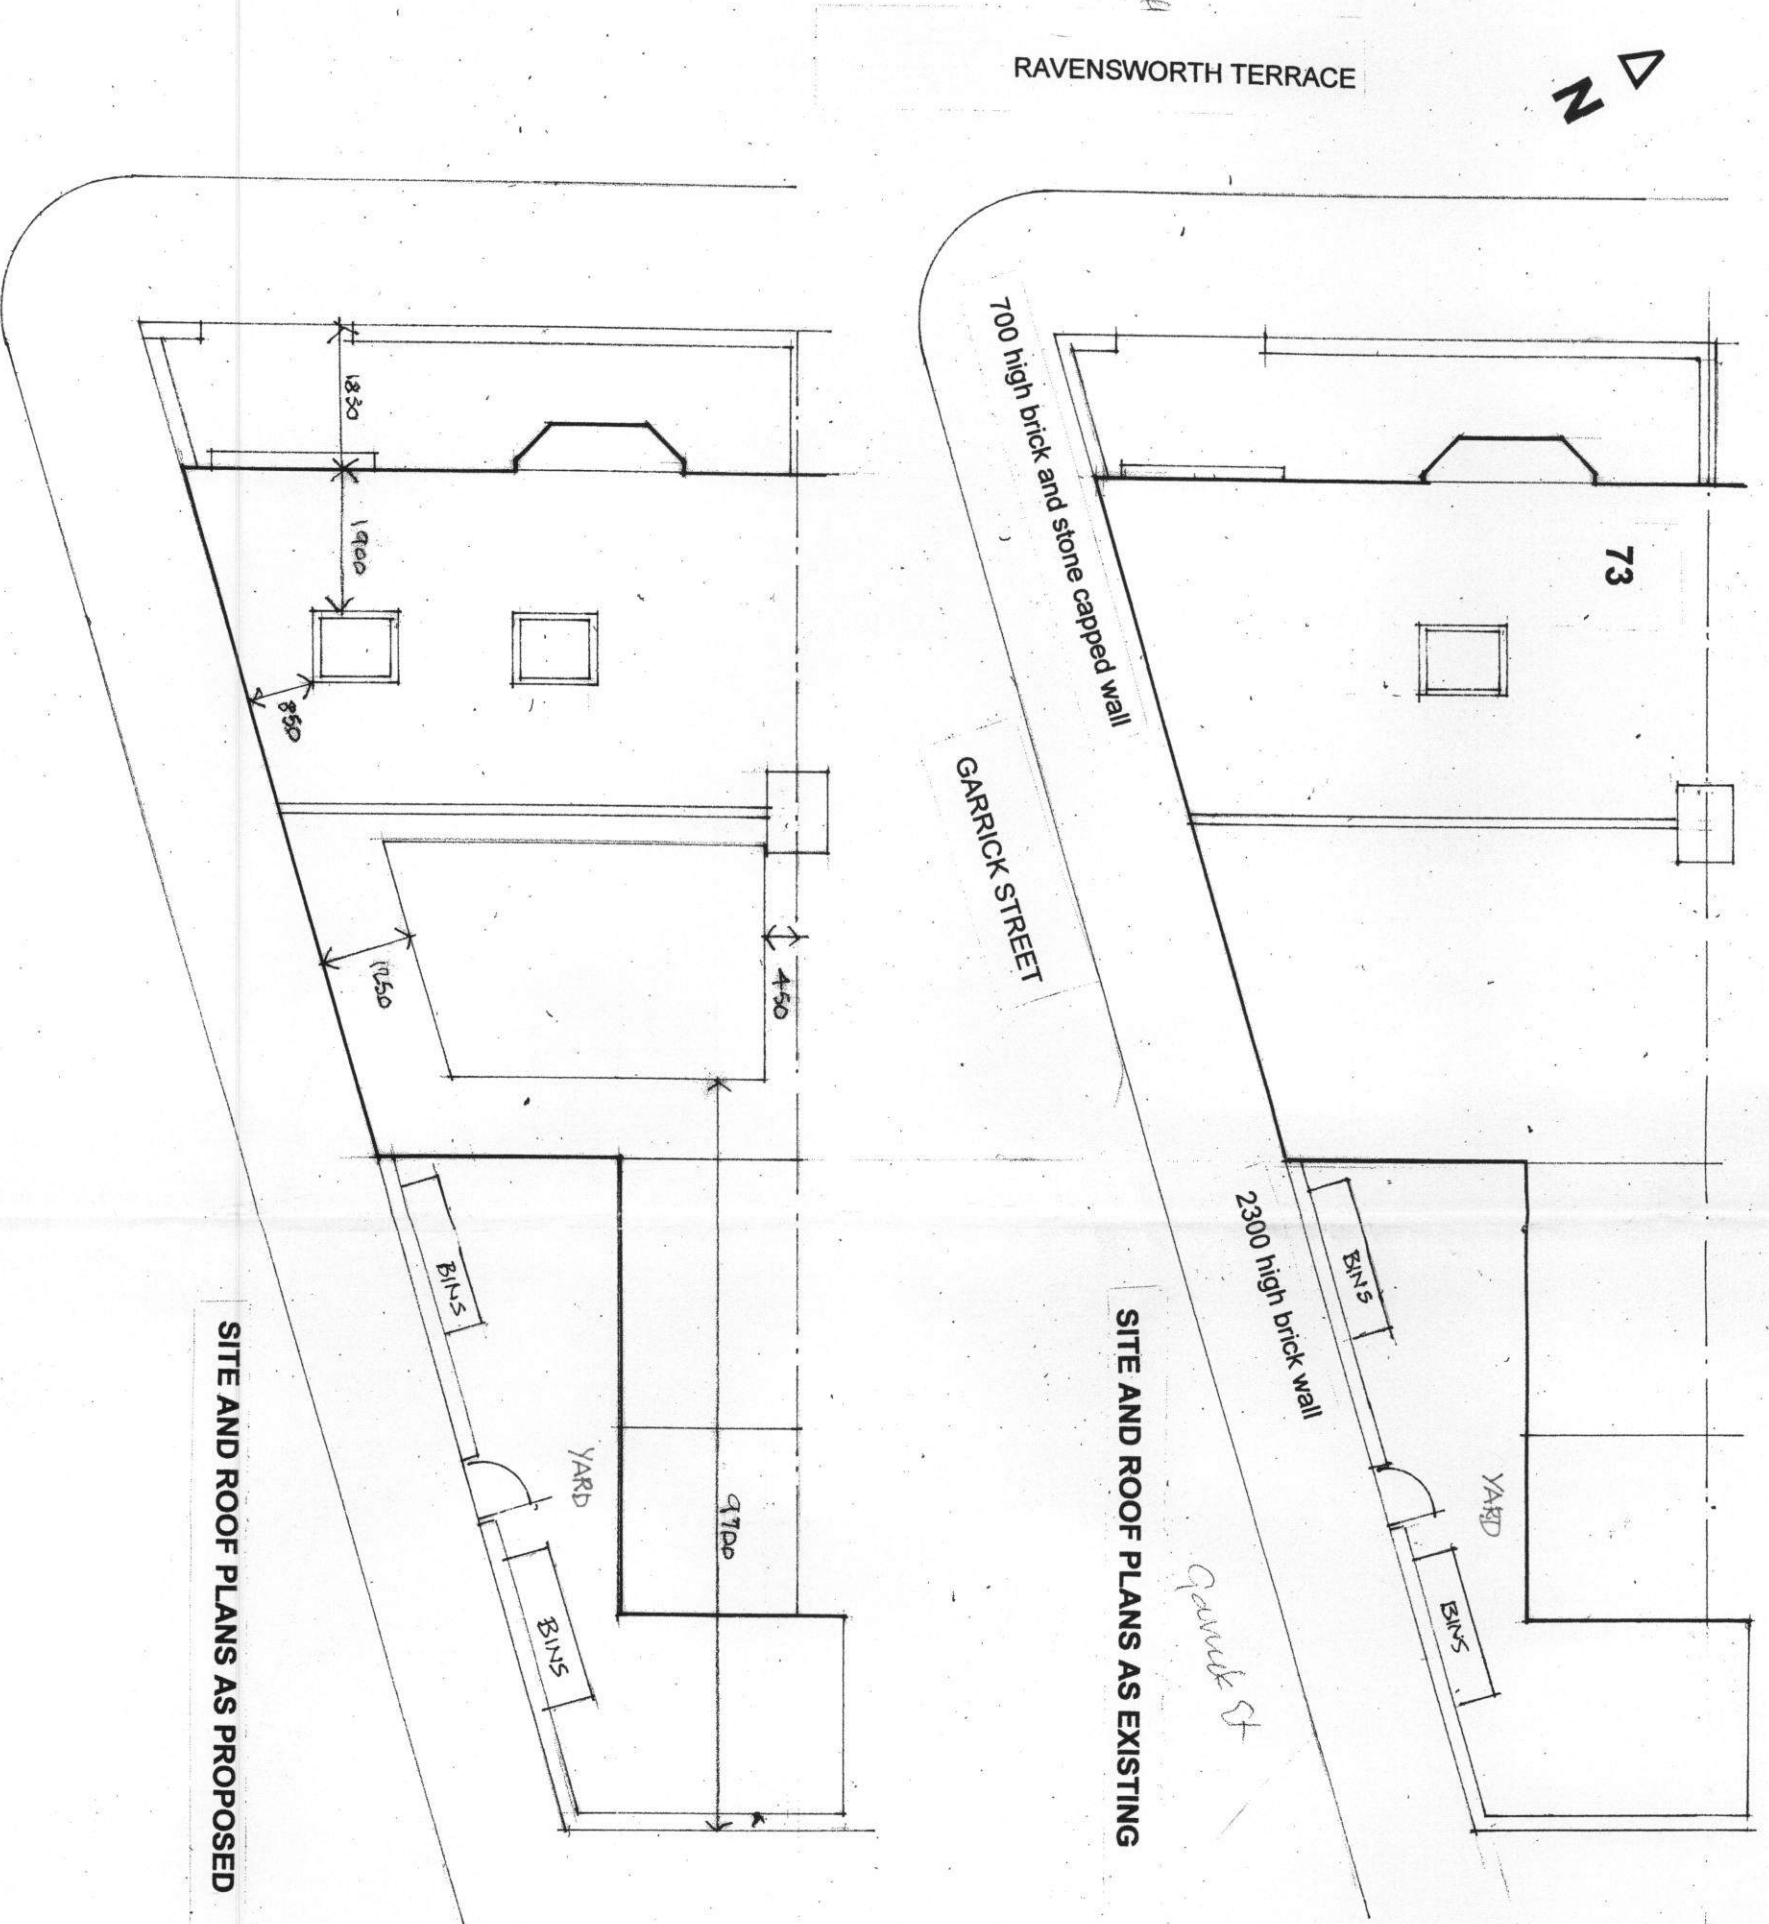 RAVENSWORTH TERRACE
N
700 high brick and stone capped wall
73
GARRICK STREET
2300 high brick wall
BINS
YARD
BINS
Garrick St
SITE AND ROOF PLANS AS EXISTING
1830
1900
850
1250
450
BINS
YARD
9700
BINS
SITE AND ROOF PLANS AS PROPOSED